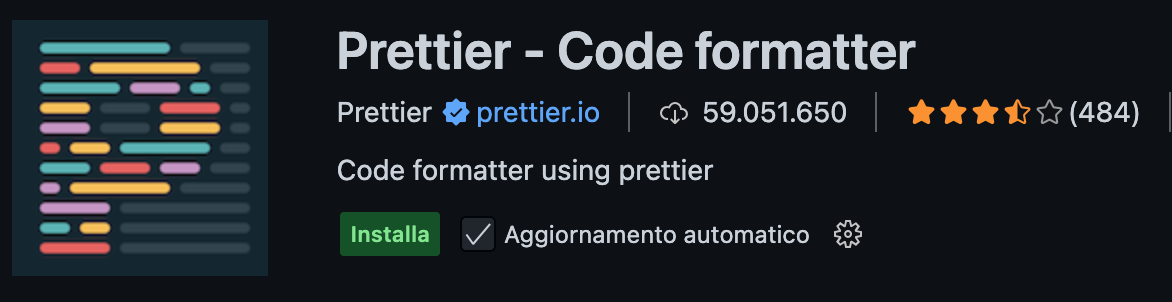 Prettier - Code formatter
Prettier prettier.io 59.051.650 (484)
Code formatter using prettier
Installa Aggiornamento automatico